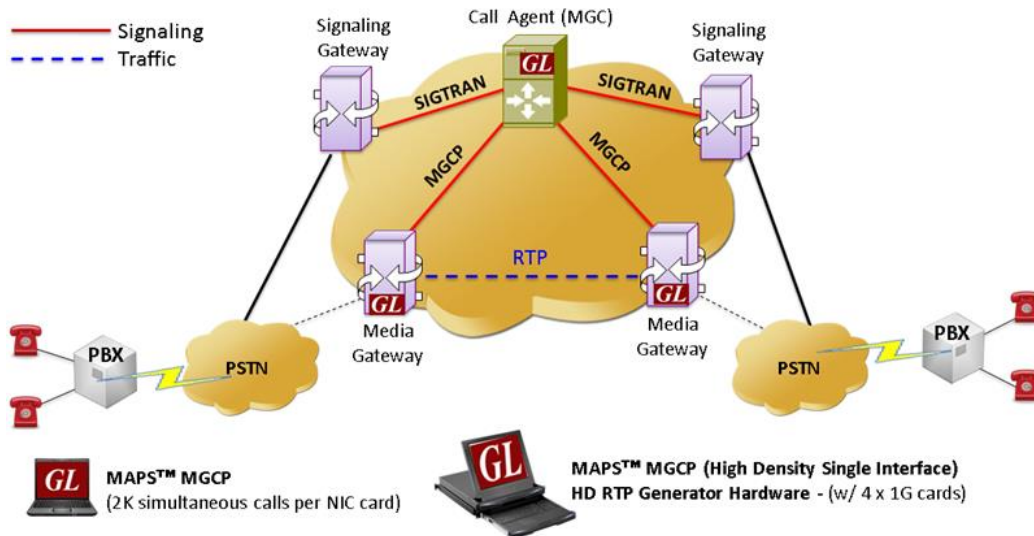 Call Agent (MGC)
Signaling
Traffic
Signaling
Gateway
Signaling
Gateway
GL
SIGTRAN
SIGTRAN
MGCP
MGCP
RTP
GL
GL
Media
Gateway
Media
Gateway
PBX
PSTN
PSTN
PBX
GL
MAPS™ MGCP
(2K simultaneous calls per NIC card)
GL
MAPS™ MGCP (High Density Single Interface)
HD RTP Generator Hardware - (w/ 4 x 1G cards)